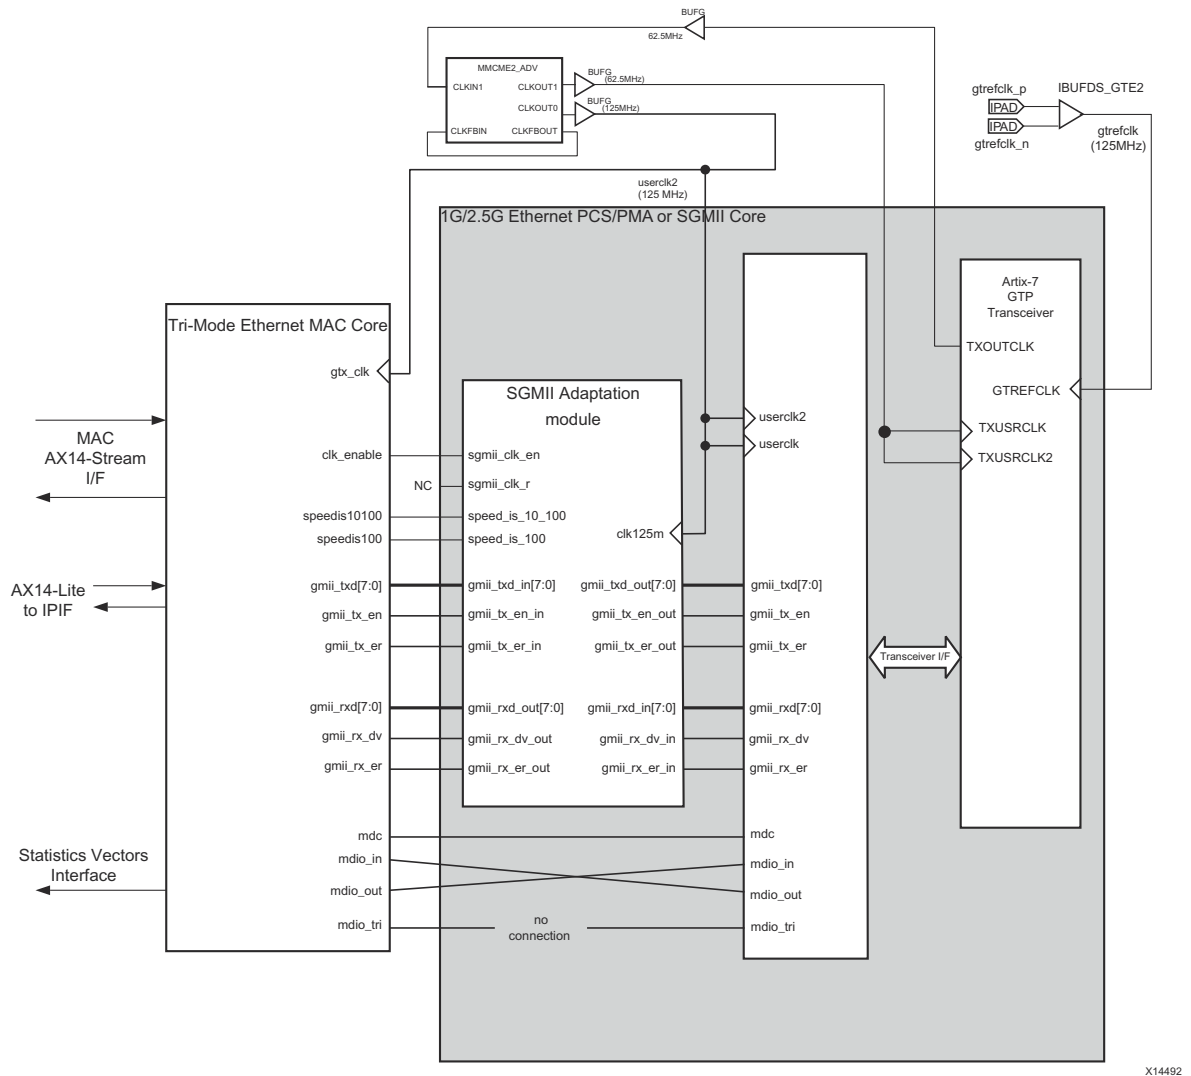 BUFG
62.5MHz
MMCME2_ADV
CLKIN1
CLKOUT1
CLKOUT0
CLKFBIN
CLKFBOUT
BUFG
(62.5MHz)
BUFG
(125MHz)
gtrefclk_p
IBUFDS_GTE2
IPAD
IPAD
gtrefclk_n
gtrefclk
(125MHz)
userclk2
(125 MHz)
1G/2.5G Ethernet PCS/PMA or SGMII Core
Tri-Mode Ethernet MAC Core
gtx_clk
MAC
AX14-Stream
I/F
clk_enable
NC
speedis10100
speedis100
AX14-Lite
to IPIF
gmii_txd[7:0]
gmii_tx_en
gmii_tx_er
gmii_rxd[7:0]
gmii_rx_dv
gmii_rx_er
mdc
mdio_in
mdio_out
mdio_tri
Statistics Vectors
Interface
SGMII Adaptation
module
sgmii_clk_en
sgmii_clk_r
speed_is_10_100
speed_is_100
clk125m
gmii_txd_in[7:0]
gmii_txd_out[7:0]
gmii_tx_en_in
gmii_tx_en_out
gmii_tx_er_in
gmii_tx_er_out
gmii_rxd_out[7:0]
gmii_rxd_in[7:0]
gmii_rx_dv_out
gmii_rx_dv_in
gmii_rx_er_out
gmii_rx_er_in
no
connection
userclk2
userclk
gmii_txd[7:0]
gmii_tx_en
gmii_tx_er
gmii_rxd[7:0]
gmii_rx_dv
gmii_rx_er
mdc
mdio_in
mdio_out
mdio_tri
Transceiver I/F
Artix-7
GTP
Transceiver
TXOUTCLK
GTREFCLK
TXUSRCLK
TXUSRCLK2
X14492